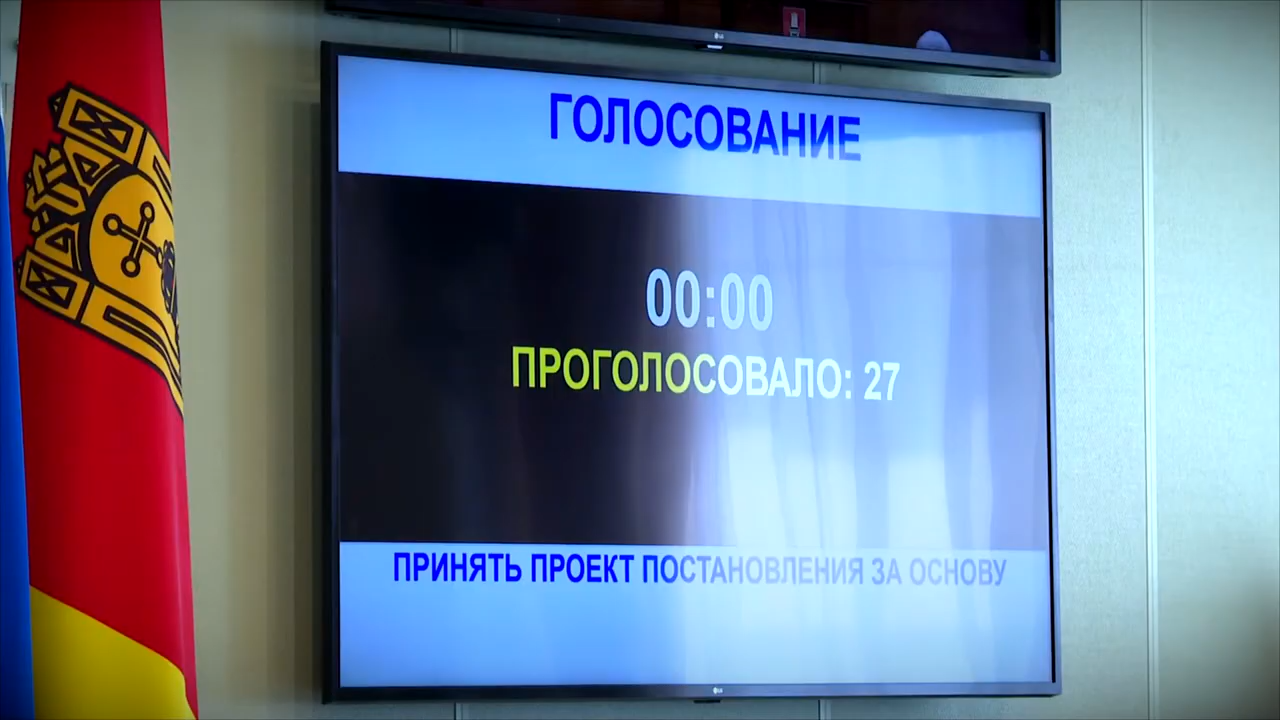 ГОЛОСОВАНИЕ
00:00
ПРОГОЛОСОВАЛО: 27
ПРИНЯТЬ ПРОЕКТ ПОСТАНОВЛЕНИЯ ЗА ОСНОВУ